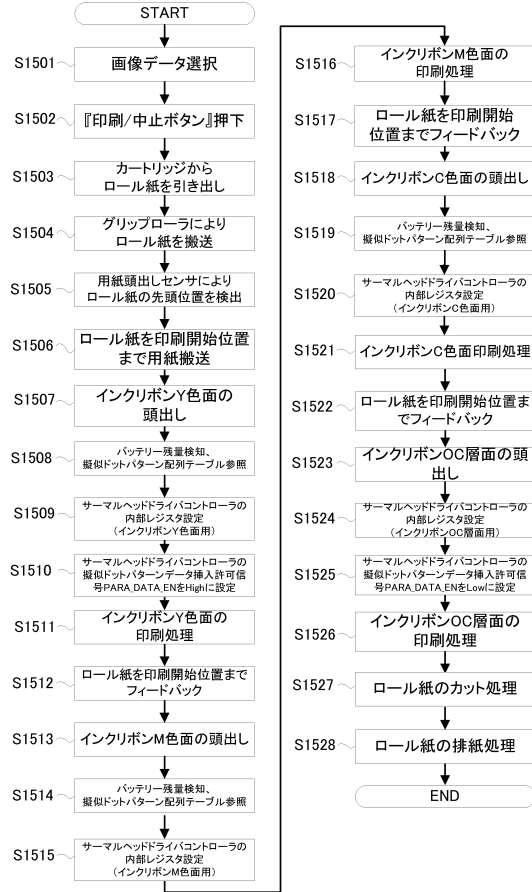 START
S1501
画像データ選択
S1502
『印刷/中止ボタン』押下
S1503
カートリッジから
ロール紙を引き出し
S1504
グリップローラにより
ロール紙を搬送
S1505
用紙頭出しセンサにより
ロール紙の先頭位置を検出
S1506
ロール紙を印刷開始位置
まで用紙搬送
S1507
インクリボンY色面の
頭出し
S1508
バッテリー残量検知、
擬似ドットパターン配列テーブル参照
S1509
サーマルヘッドドライバコントローラの
内部レジスタ設定
(インクリボンY色面用)
S1510
サーマルヘッドドライバコントローラの
擬似ドットパターンデータ挿入許可信
号PARA_DATA_ENをHighに設定
S1511
インクリボンY色面の
印刷処理
S1512
ロール紙を印刷開始位置まで
フィードバック
S1513
インクリボンM色面の頭出し
S1514
バッテリー残量検知、
擬似ドットパターン配列テーブル参照
S1515
サーマルヘッドドライバコントローラの
内部レジスタ設定
(インクリボンM色面用)
S1516
インクリボンM色面の
印刷処理
S1517
ロール紙を印刷開始
位置までフィードバック
S1518
インクリボンC色面の頭出し
S1519
バッテリー残量検知、
擬似ドットパターン配列テーブル参照
S1520
サーマルヘッドドライバコントローラの
内部レジスタ設定
(インクリボンC色面用)
S1521
インクリボンC色面印刷処理
S1522
ロール紙を印刷開始位置ま
でフィードバック
S1523
インクリボンOC層面の頭
出し
S1524
サーマルヘッドドライバコントローラの
内部レジスタ設定
(インクリボンOC層面用)
S1525
サーマルヘッドドライバコントローラの
擬似ドットパターンデータ挿入許可信
号PARA_DATA_ENをLowに設定
S1526
インクリボンOC層面の
印刷処理
S1527
ロール紙のカット処理
S1528
ロール紙の排紙処理
END